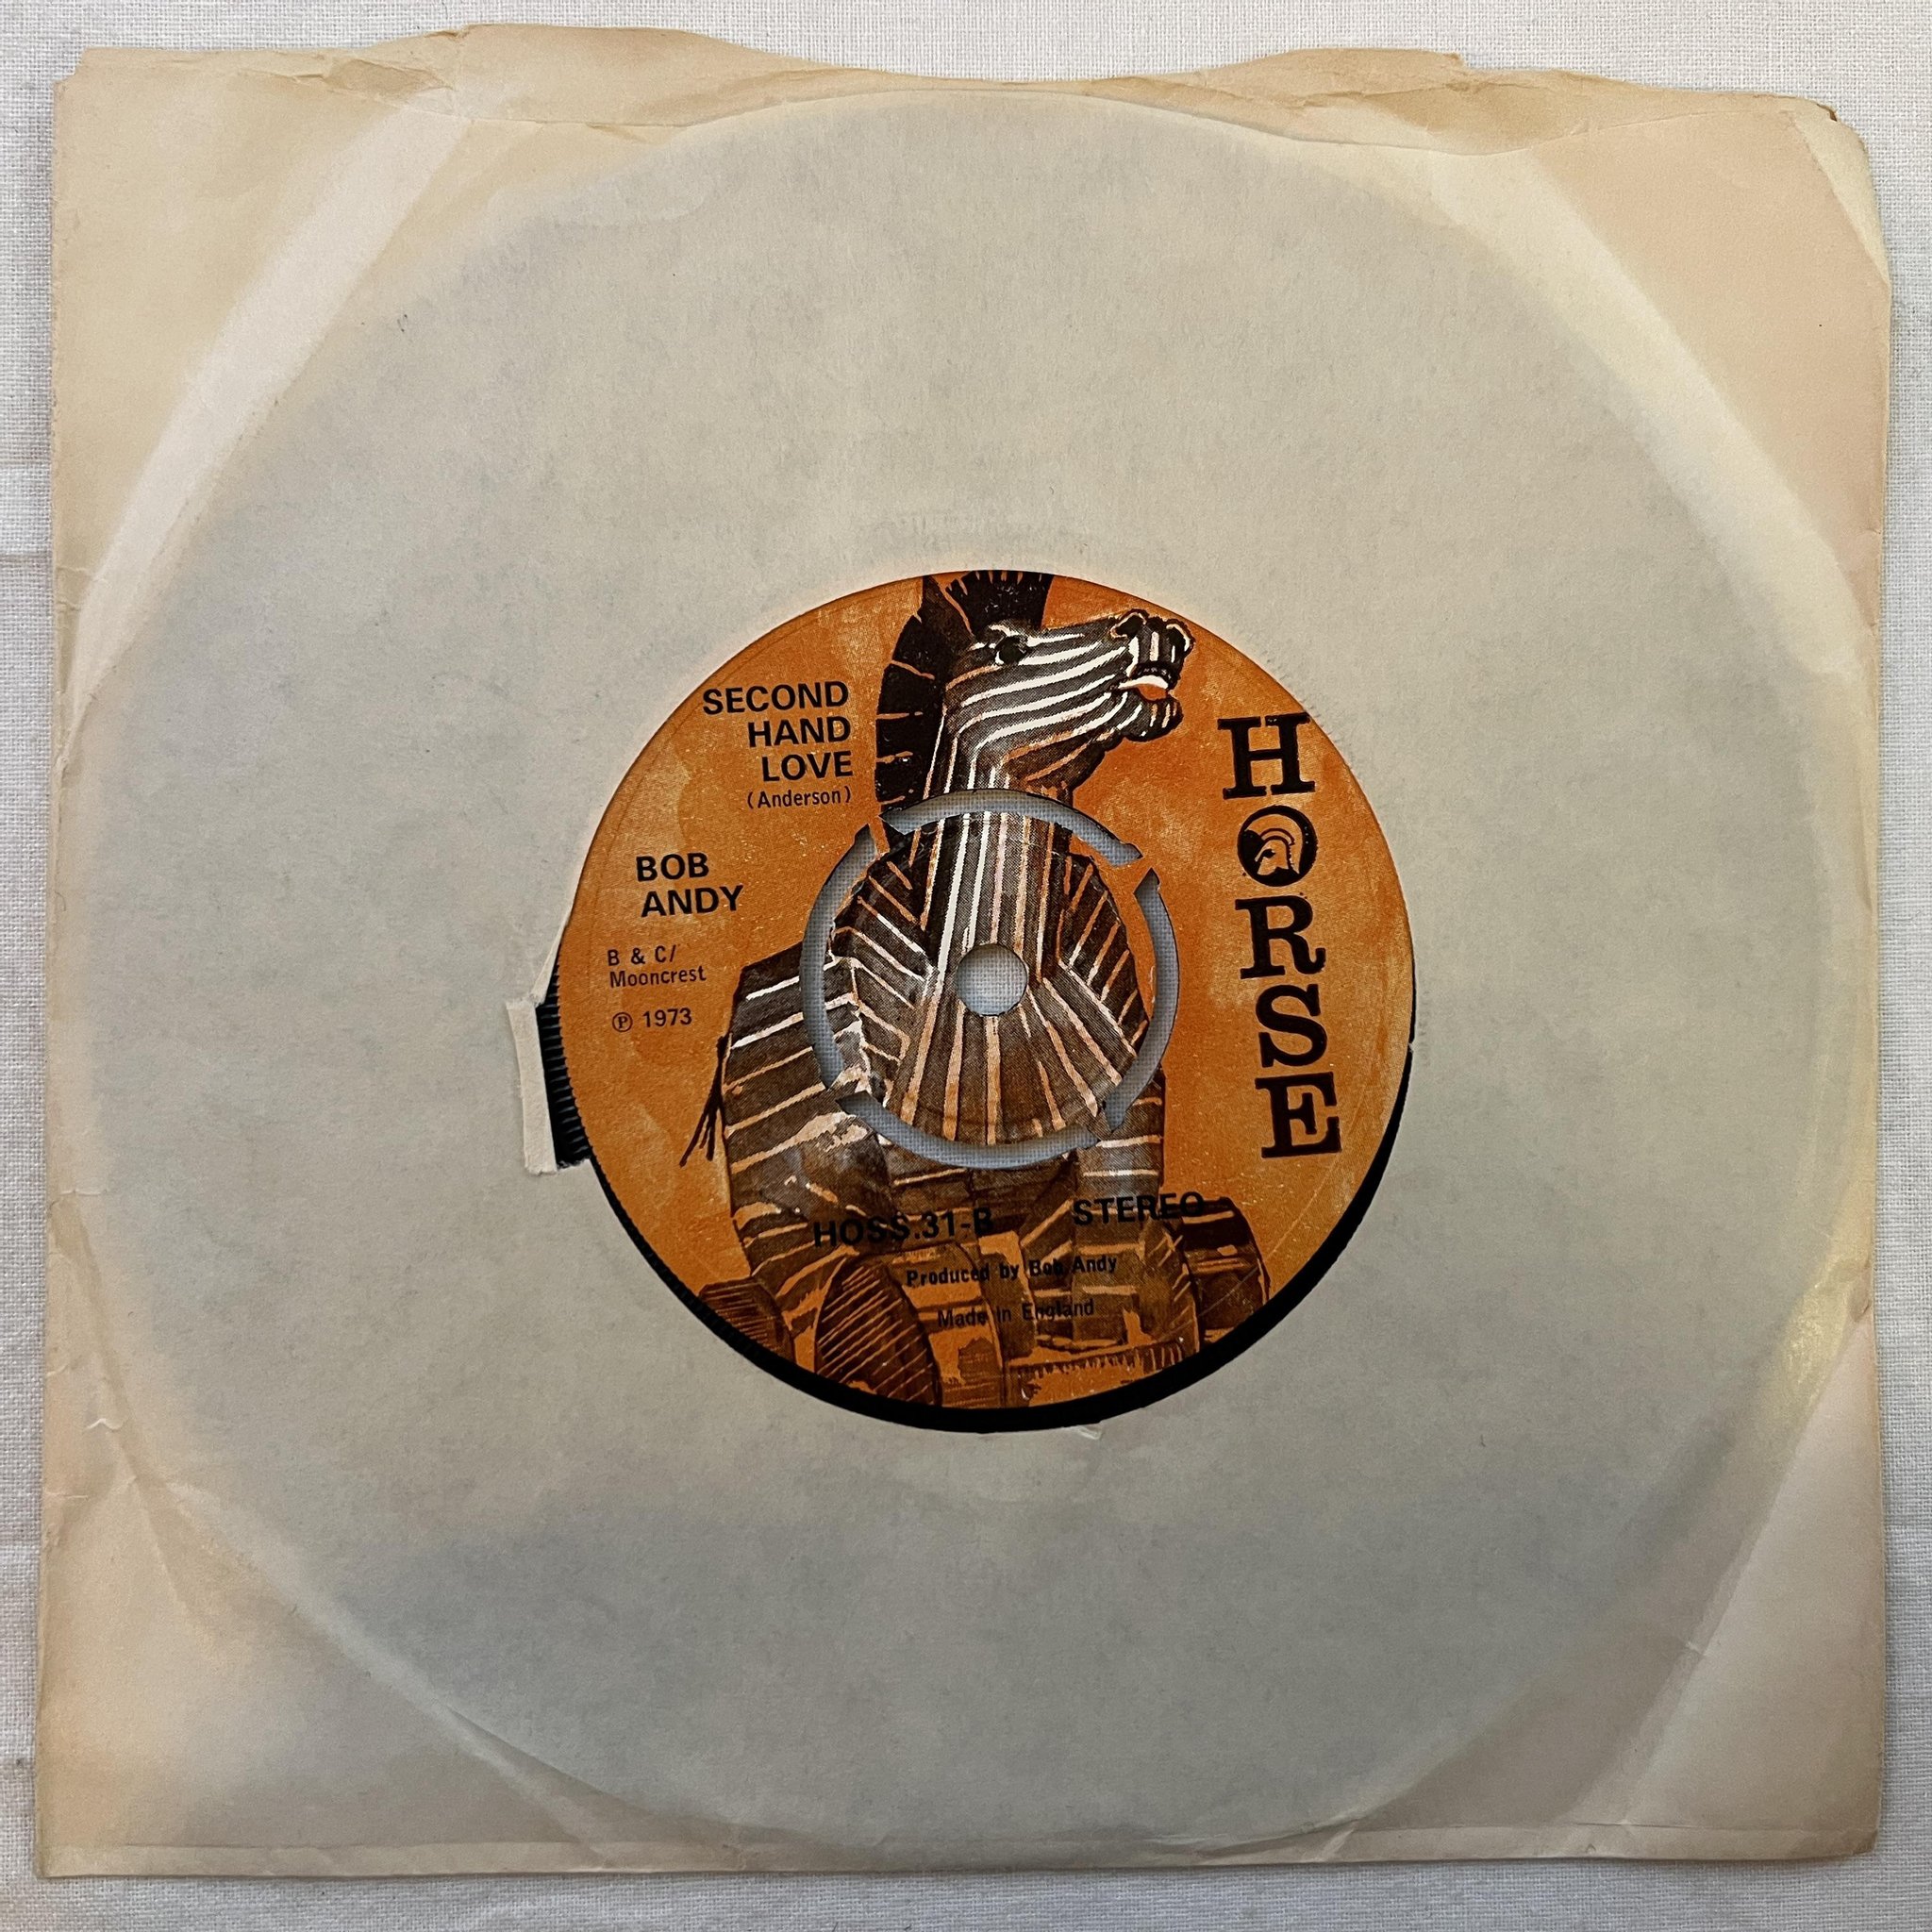 SECOND
HAND
LOVE
(Anderson)
BOB
ANDY
B & C/
Mooncrest
℗ 1973
HORSE
HOSS.31-B STEREO
Produced by Bob Andy
Made in England